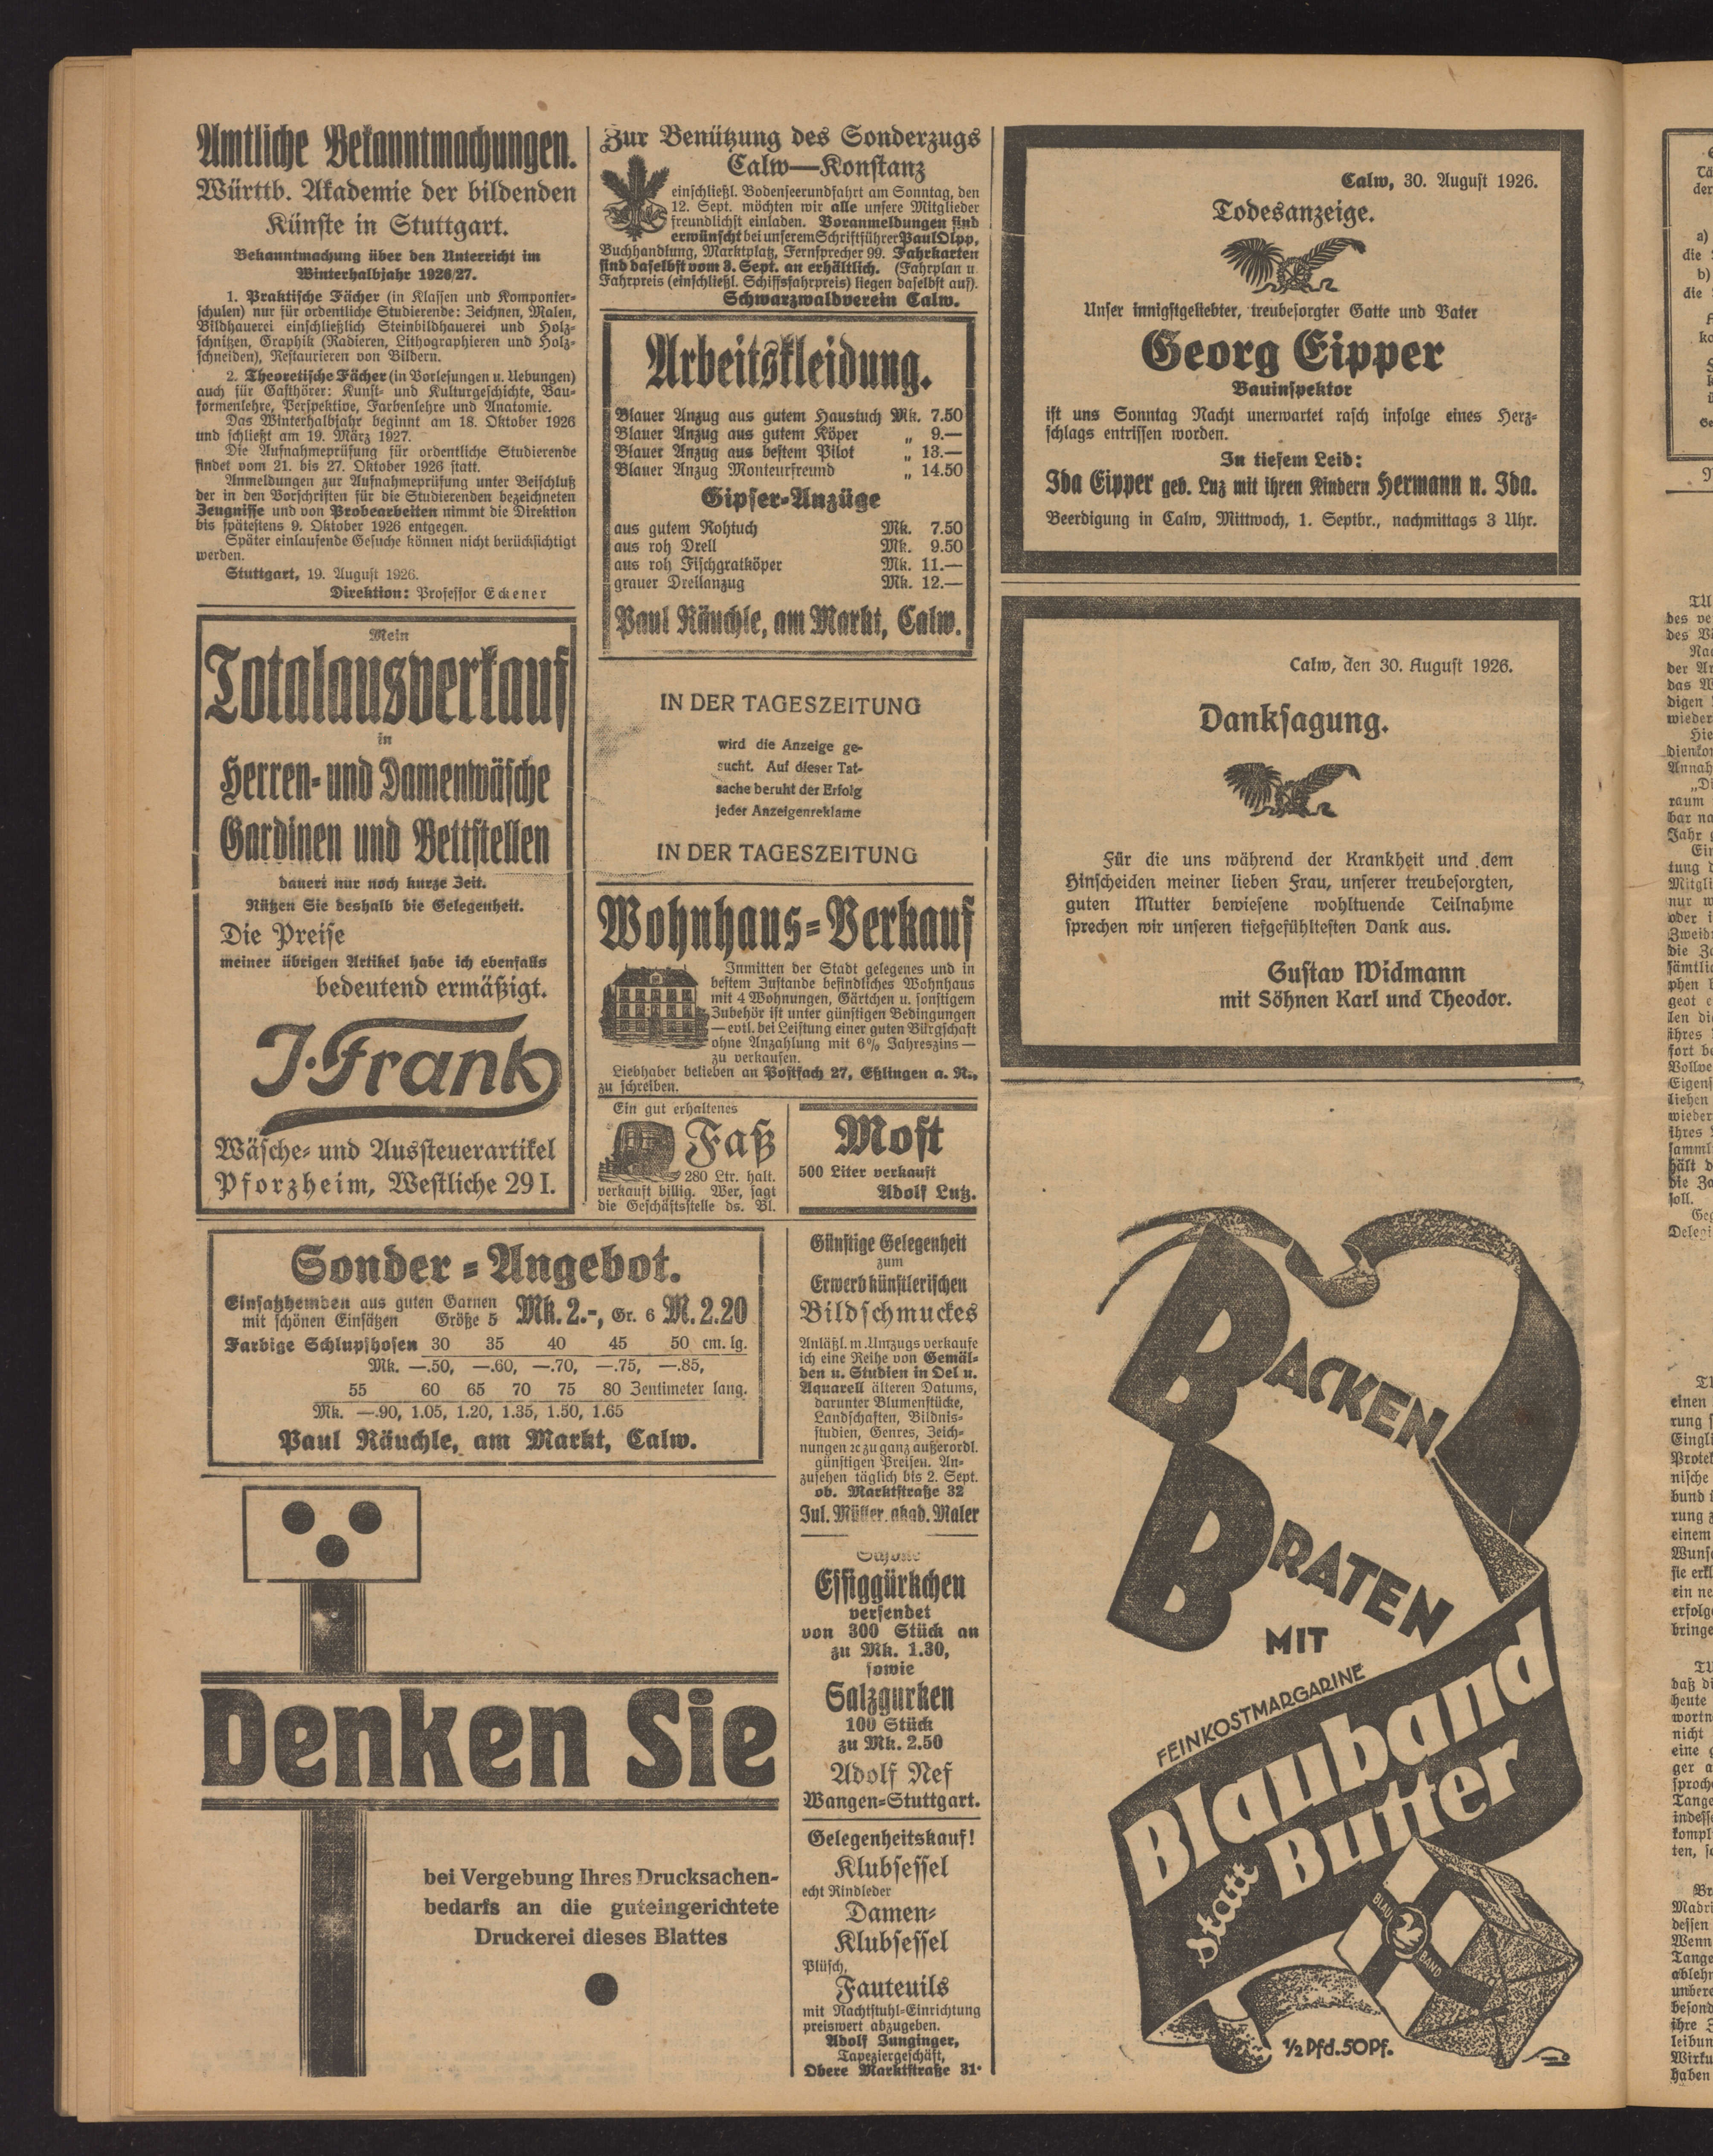 Amtliche Bekanntmachungen.
Württb. Akademie der bildenden
Künste in Stuttgart.
Bekanntmachung über den Unterricht im
Winterhalbjahr 1926/27.
1. Praktische Fächer (in Klassen und Komponier-
schulen) nur für ordentliche Studierende: Zeichnen, Malen,
Bildhauerei einschließlich Steinbildhauerei und Holz-
schnitzen, Graphik (Radieren, Lithographieren und Holz-
schneiden), Restaurieren von Bildern.
2. Theoretische Fächer (in Vorlesungen u. Uebungen)
auch für Gasthörer: Kunst- und Kulturgeschichte, Bau-
formenlehre, Perspektive, Farbenlehre und Anatomie.
Das Winterhalbjahr beginnt am 18. Oktober 1926
und schließt am 19. März 1927.
Die Aufnahmeprüfung für ordentliche Studierende
findet vom 21. bis 27. Oktober 1926 statt.
Anmeldungen zur Aufnahmeprüfung unter Beischluß
der in den Vorschriften für die Studierenden bezeichneten
Zeugnisse und von Probearbeiten nimmt die Direktion
bis spätestens 9. Oktober 1926 entgegen.
Später einlaufende Gesuche können nicht berücksichtigt
werden.
Stuttgart, 19. August 1926.
Direktion: Professor Eckener
Mein
Totalausverkauf
in
Herren- und Damenwäsche
Gardinen und Bettstellen
dauert nur noch kurze Zeit.
Nützen Sie deshalb die Gelegenheit.
Die Preise
meiner übrigen Artikel habe ich ebenfalls
bedeutend ermäßigt.
J. Frank
Wäsche- und Aussteuerartikel
Pforzheim, Westliche 29 I.
Zur Benützung des Sonderzugs
Calw—Konstanz
einschließl. Bodenseerundfahrt am Sonntag, den
12. Sept. möchten wir alle unsere Mitglieder
freundlichst einladen. Voranmeldungen sind
erwünscht bei unserem Schriftführer Paul Olpp,
Buchhandlung, Marktplatz, Fernsprecher 99. Fahrkarten
sind daselbst vom 3. Sept. an erhältlich. (Fahrplan u.
Fahrpreis (einschließl. Schiffsfahrpreis) liegen daselbst auf).
Schwarzwaldverein Calw.
Arbeitskleidung.
Blauer Anzug aus gutem Haustuch Mk. 7.50
Blauer Anzug aus gutem Köper „ 9.—
Blauer Anzug aus bestem Pilot „ 13.—
Blauer Anzug Monteurfreund „ 14.50
Gipser-Anzüge
aus gutem Rohtuch Mk. 7.50
aus roh Drell Mk. 9.50
aus roh Fischgratköper Mk. 11.—
grauer Drellanzug Mk. 12.—
Paul Räuchle, am Markt, Calw.
IN DER TAGESZEITUNG
wird die Anzeige ge-
sucht. Auf dieser Tat-
sache beruht der Erfolg
jeder Anzeigenreklame
IN DER TAGESZEITUNG
Wohnhaus-Verkauf
Inmitten der Stadt gelegenes und in
bestem Zustande befindliches Wohnhaus
mit 4 Wohnungen, Gärtchen u. sonstigem
Zubehör ist unter günstigen Bedingungen
— evtl. bei Leistung einer guten Bürgschaft
ohne Anzahlung mit 6% Jahreszins —
zu verkaufen.
Liebhaber belieben an Postfach 27, Eßlingen a. N.,
zu schreiben.
Ein gut erhaltenes
Faß
280 Ltr. halt.
verkauft billig. Wer, sagt
die Geschäftsstelle ds. Bl.
Most
500 Liter verkauft
Adolf Lutz.
Sonder-Angebot.
Einsatzhemden aus guten Garnen
mit schönen Einsätzen Größe 5 Mk. 2.-, Gr. 6 M. 2.20
Farbige Schlupfhosen 30 35 40 45 50 cm. lg.
Mk. —.50, —.60, —.70, —.75, —.85,
55 60 65 70 75 80 Zentimeter lang.
Mk. —.90, 1.05, 1.20, 1.35, 1.50, 1.65
Paul Räuchle, am Markt, Calw.
Denken Sie
bei Vergebung Ihres Drucksachen-
bedarfs an die guteingerichtete
Druckerei dieses Blattes
Günstige Gelegenheit
zum
Erwerb künstlerischen
Bildschmuckes
Anläßl. m. Umzugs verkaufe
ich eine Reihe von Gemäl-
den u. Studien in Oel u.
Aquarell älteren Datums,
darunter Blumenstücke,
Landschaften, Bildnis-
studien, Genres, Zeich-
nungen ꝛc zu ganz außerordl.
günstigen Preisen. An-
zusehen täglich bis 2. Sept.
ob. Marktstraße 32
Jul. Müller, akad. Maler
Schöne
Essiggürkchen
versendet
von 300 Stück an
zu Mk. 1.30,
sowie
Salzgurken
100 Stück
zu Mk. 2.50
Adolf Nef
Wangen-Stuttgart.
Gelegenheitskauf!
Klubsessel
echt Rindleder
Damen-
Klubsessel
Plüsch,
Fauteuils
mit Nachtstuhl-Einrichtung
preiswert abzugeben.
Adolf Junginger,
Tapeziergeschäft,
Obere Marktstraße 31.
Calw, 30. August 1926.
Todesanzeige.
Unser innigstgeliebter, treubesorgter Gatte und Vater
Georg Eipper
Bauinspektor
ist uns Sonntag Nacht unerwartet rasch infolge eines Herz-
schlags entrissen worden.
In tiefem Leid:
Ida Eipper geb. Luz mit ihren Kindern Hermann u. Ida.
Beerdigung in Calw, Mittwoch, 1. Septbr., nachmittags 3 Uhr.
Calw, den 30. August 1926.
Danksagung.
Für die uns während der Krankheit und dem
Hinscheiden meiner lieben Frau, unserer treubesorgten,
guten Mutter bewiesene wohltuende Teilnahme
sprechen wir unseren tiefgefühltesten Dank aus.
Gustav Widmann
mit Söhnen Karl und Theodor.
BACKEN
BRATEN
MIT
FEINKOSTMARGARINE
Blauband
Statt Butter
BLAU BAND
½ Pfd. 50 Pf.